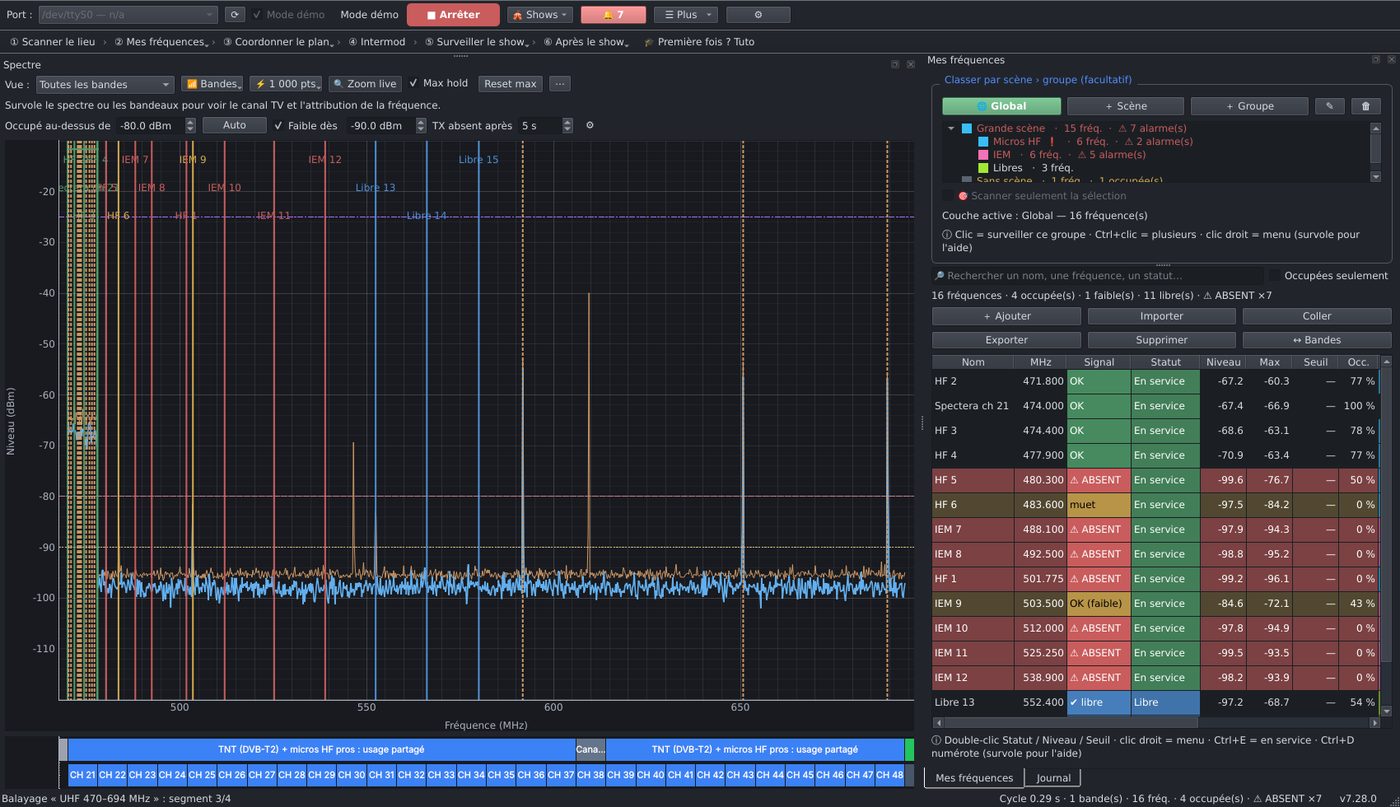 Port : /dev/ttyS0 — n/a ⟳ ✓ Mode démo Mode démo ■ Arrêter 🎪 Shows 🔔 7 ☰ Plus ⚙
① Scanner le lieu › ② Mes fréquences › ③ Coordonner le plan › ④ Intermod › ⑤ Surveiller le show › ⑥ Après le show 🎓 Première fois ? Tuto
Spectre
Vue : Toutes les bandes 📶 Bandes ⚡ 1 000 pts 🔍 Zoom live ✓ Max hold Reset max ...
Survole le spectre ou les bandeaux pour voir le canal TV et l'attribution de la fréquence.
Occupé au-dessus de -80.0 dBm Auto ✓ Faible dès -90.0 dBm TX absent après 5 s ⚙
IEM 7 IEM 9 IEM 12 Libre 15
IEM 8 IEM 10 Libre 13
HF 6 HF 1 IEM 11 Libre 14
-20
-30
-40
-50
-60
-70
-80
-90
-100
-110
Niveau (dBm)
500 550 600 650
Fréquence (MHz)
TNT (DVB-T2) + micros HF pros : usage partagé Cana... TNT (DVB-T2) + micros HF pros : usage partagé
CH 21 CH 22 CH 23 CH 24 CH 25 CH 26 CH 27 CH 28 CH 29 CH 30 CH 31 CH 32 CH 33 CH 34 CH 35 CH 36 CH 37 CH 38 CH 39 CH 40 CH 41 CH 42 CH 43 CH 44 CH 45 CH 46 CH 47 CH 48
Balayage « UHF 470–694 MHz » : segment 3/4
Mes fréquences
Classer par scène › groupe (facultatif)
🌐 Global + Scène + Groupe ✎ 🗑
Grande scène · 15 fréq. · ⚠ 7 alarme(s)
Micros HF ❗ · 6 fréq. · ⚠ 2 alarme(s)
IEM · 6 fréq. · ⚠ 5 alarme(s)
Libres · 3 fréq.
Sans scène · 1 fréq. · 1 occupée(s)
🎯 Scanner seulement la sélection
Couche active : Global — 16 fréquence(s)
ⓘ Clic = surveiller ce groupe · Ctrl+clic = plusieurs · clic droit = menu (survole pour
l'aide)
🔎 Rechercher un nom, une fréquence, un statut... Occupées seulement
16 fréquences · 4 occupée(s) · 1 faible(s) · 11 libre(s) · ⚠ ABSENT ×7
+ Ajouter Importer Coller
Exporter Supprimer ↔ Bandes
Nom MHz Signal Statut Niveau Max Seuil Occ.
HF 2 471.800 OK En service -67.2 -60.3 — 77 %
Spectera ch 21 474.000 OK En service -67.4 -66.9 — 100 %
HF 3 474.400 OK En service -68.6 -63.1 — 78 %
HF 4 477.900 OK En service -70.9 -63.4 — 77 %
HF 5 480.300 ⚠ ABSENT En service -99.6 -76.7 — 50 %
HF 6 483.600 muet En service -97.5 -84.2 — 0 %
IEM 7 488.100 ⚠ ABSENT En service -97.9 -94.3 — 0 %
IEM 8 492.500 ⚠ ABSENT En service -98.8 -95.2 — 0 %
HF 1 501.775 ⚠ ABSENT En service -99.2 -96.1 — 0 %
IEM 9 503.500 OK (faible) En service -84.6 -72.1 — 43 %
IEM 10 512.000 ⚠ ABSENT En service -97.8 -94.9 — 0 %
IEM 11 525.250 ⚠ ABSENT En service -99.5 -93.5 — 0 %
IEM 12 538.900 ⚠ ABSENT En service -98.2 -93.9 — 0 %
Libre 13 552.400 ✔ libre Libre -97.2 -68.7 — 54 %
ⓘ Double-clic Statut / Niveau / Seuil · clic droit = menu · Ctrl+E = en service · Ctrl+D
numérote (survole pour l'aide)
Mes fréquences Journal
Cycle 0.29 s · 1 bande(s) · 16 fréq. · 4 occupée(s) · ⚠ ABSENT ×7 v7.28.0